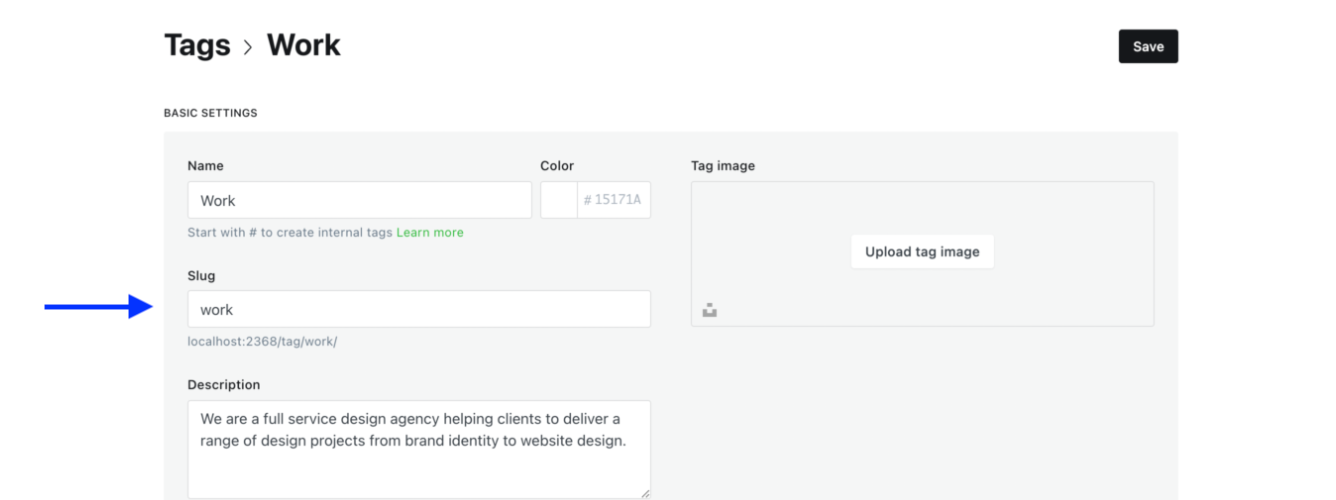 Tags > Work
Save
BASIC SETTINGS
Name
Color
Tag image
Work
# 15171A
Start with # to create internal tags Learn more
Upload tag image
Slug
work
localhost:2368/tag/work/
Description
We are a full service design agency helping clients to deliver a
range of design projects from brand identity to website design.